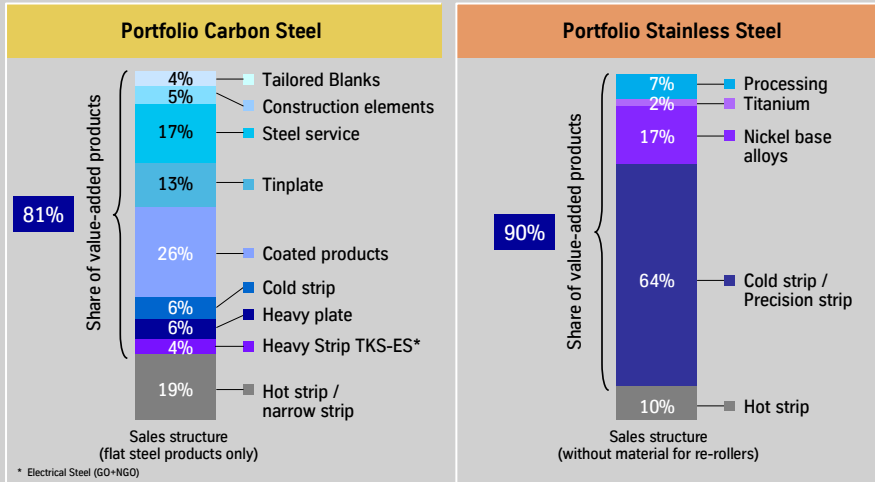 Portfolio Carbon Steel
4%
Tailored Blanks
5%
Construction elements
17%
Steel service
13%
Tinplate
81%
Share of value-added products
26%
Coated products
6%
Cold strip
6%
Heavy plate
4%
Heavy Strip TKS-ES*
19%
Hot strip /
narrow strip
Sales structure
(flat steel products only)
* Electrical Steel (GO+NGO)
Portfolio Stainless Steel
7%
Processing
2%
Titanium
17%
Nickel base
alloys
90%
Share of value-added products
64%
Cold strip /
Precision strip
10%
Hot strip
Sales structure
(without material for re-rollers)